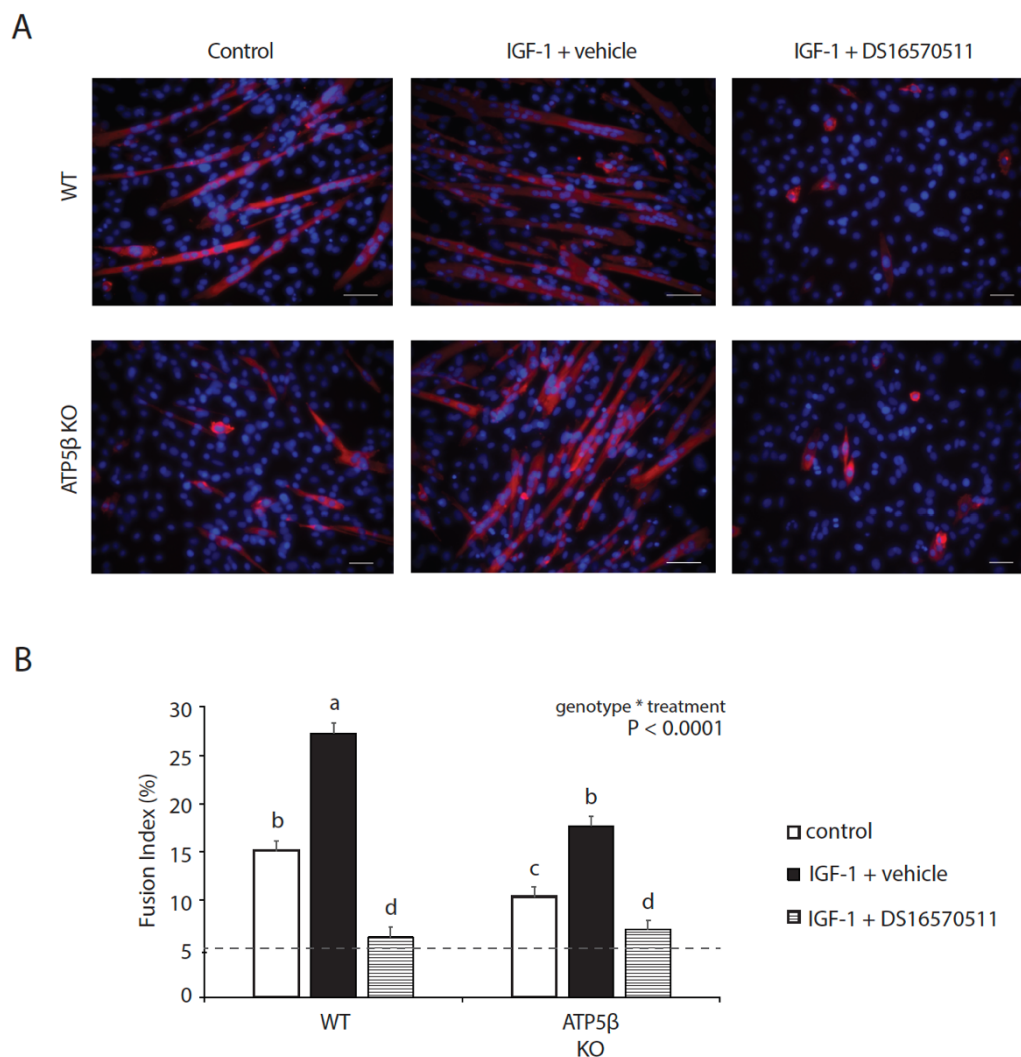 A
Control
IGF-1 + vehicle
IGF-1 + DS16570511
WT
ATP5β KO
B
genotype * treatment
P < 0.0001
Fusion Index (%)
30
25
20
15
10
5
0
b
a
d
c
b
d
WT
ATP5β
KO
control
IGF-1 + vehicle
IGF-1 + DS16570511